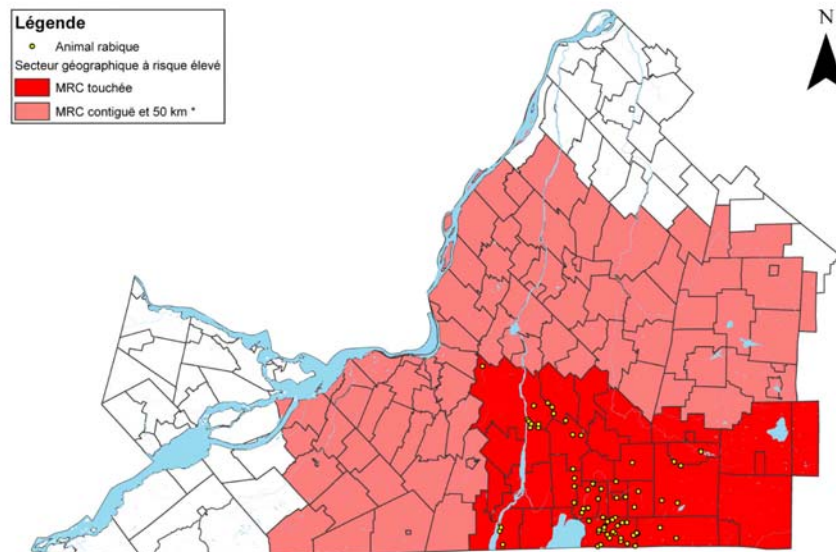 Légende
Animal rabique
Secteur géographique à risque élevé
MRC touchée
MRC contiguë et 50 km *
N